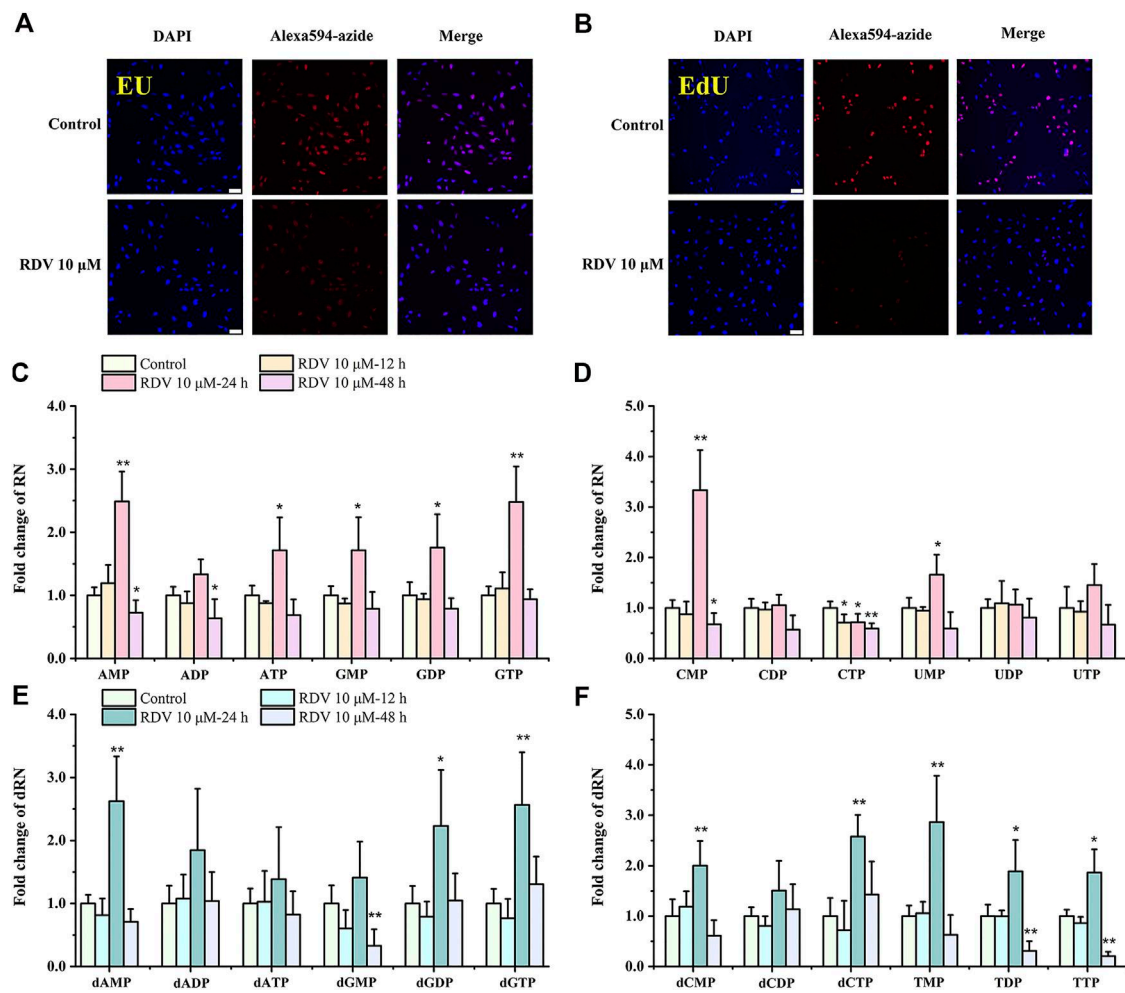 A
DAPI Alexa594-azide Merge
EU
Control
RDV 10 μM
B
DAPI Alexa594-azide Merge
EdU
Control
RDV 10 μM
C
Control RDV 10 μM-12 h
RDV 10 μM-24 h RDV 10 μM-48 h
Fold change of RN
4.0
3.0
2.0
1.0
0.0
** * * * * * **
AMP ADP ATP GMP GDP GTP
D
Fold change of RN
5.0
4.0
3.0
2.0
1.0
0.0
** * * * ** *
CMP CDP CTP UMP UDP UTP
E
Control RDV 10 μM-12 h
RDV 10 μM-24 h RDV 10 μM-48 h
Fold change of dRN
4.0
3.0
2.0
1.0
0.0
** ** * **
dAMP dADP dATP dGMP dGDP dGTP
F
Fold change of dRN
5.0
4.0
3.0
2.0
1.0
0.0
** ** ** * ** * **
dCMP dCDP dCTP TMP TDP TTP